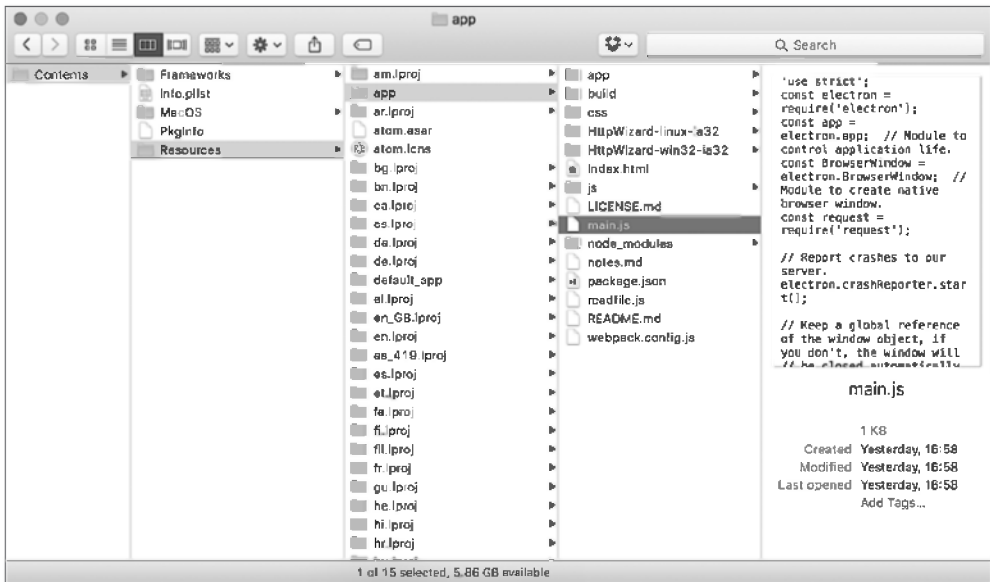 app
Search
Contents
Frameworks
Info.plist
MacOS
PkgInfo
Resources
am.lproj
app
ar.lproj
atom.asar
atom.icns
bg.lproj
bn.lproj
ca.lproj
cs.lproj
da.lproj
de.lproj
default_app
el.lproj
en_GB.lproj
en.lproj
es_419.lproj
es.lproj
et.lproj
fa.lproj
fi.lproj
fil.lproj
fr.lproj
gu.lproj
he.lproj
hi.lproj
hr.lproj
app
build
css
HttpWizard-linux-ia32
HttpWizard-win32-ia32
index.html
js
LICENSE.md
main.js
node_modules
notes.md
package.json
readfile.js
README.md
webpack.config.js
'use strict';
const electron =
require('electron');
const app =
electron.app; // Module to
control application life.
const BrowserWindow =
electron.BrowserWindow; //
Module to create native
browser window.
const request =
require('request');
// Report crashes to our
server.
electron.crashReporter.star
t();
// Keep a global reference
of the window object, if
you don't, the window will
// be closed automatically
main.js
1 KB
Created Yesterday, 16:58
Modified Yesterday, 16:58
Last opened Yesterday, 16:58
Add Tags...
1 of 15 selected, 5.86 GB available